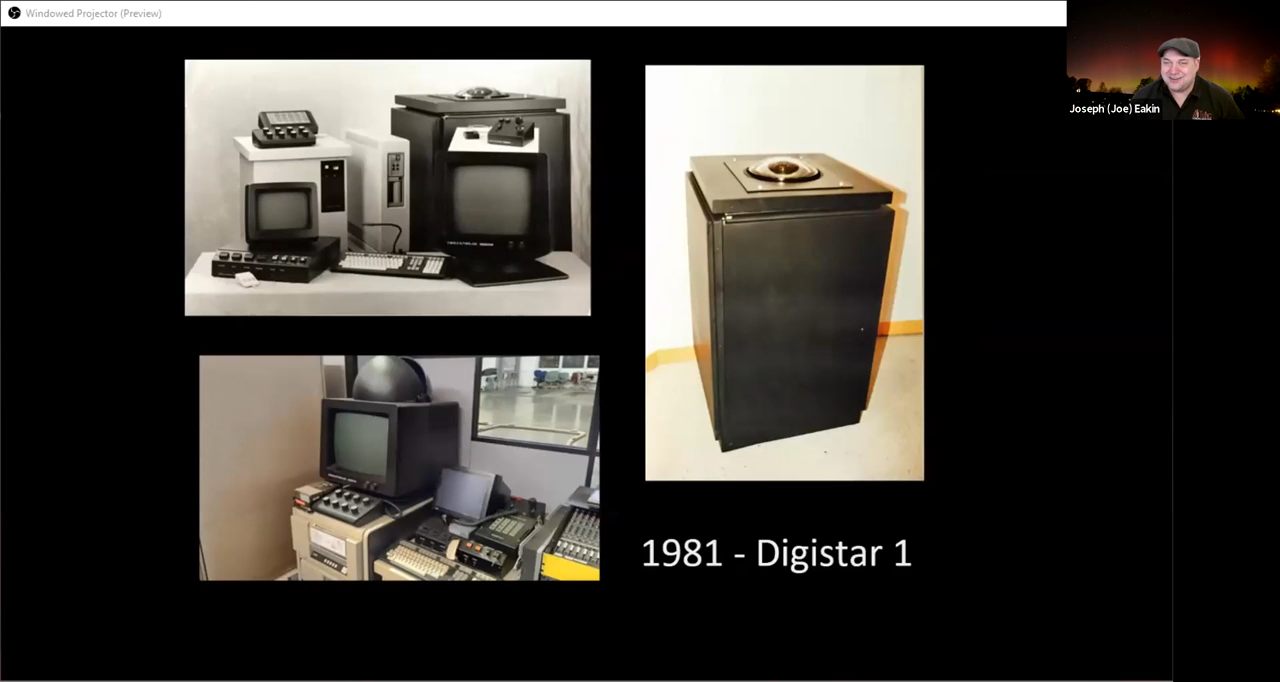 Windowed Projector (Preview)
Joseph (Joe) Eakin
1981 - Digistar 1